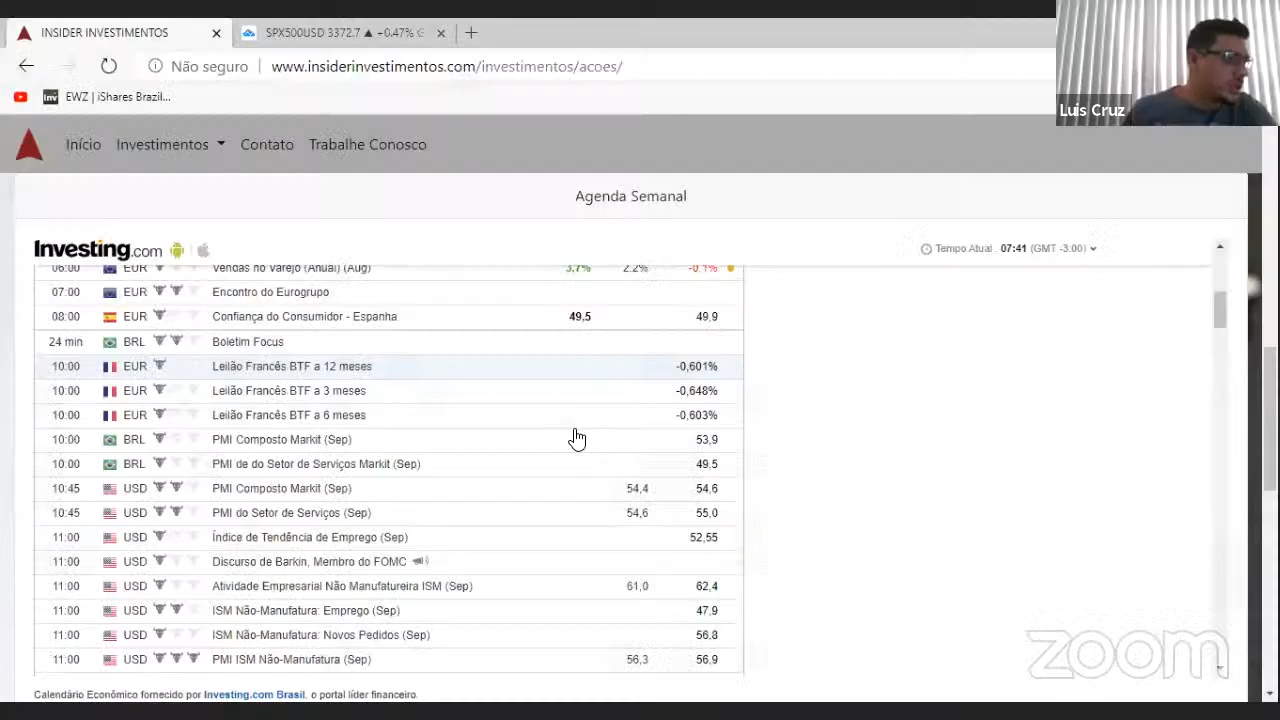 INSIDER INVESTIMENTOS
SPX500USD 3372.7 ▲ +0.47%
Não seguro
www.insiderinvestimentos.com/investimentos/acoes/
Inv EWZ | iShares Brazil...
Luis Cruz
Início Investimentos Contato Trabalhe Conosco
Agenda Semanal
Investing.com
Tempo Atual : 07:41 (GMT -3:00)
06:00 EUR Vendas no Varejo (Anual) (Aug) 3,7% 2,2% -0,1%
07:00 EUR Encontro do Eurogrupo
08:00 EUR Confiança do Consumidor - Espanha 49,5 49,9
24 min BRL Boletim Focus
10:00 EUR Leilão Francês BTF a 12 meses -0,601%
10:00 EUR Leilão Francês BTF a 3 meses -0,648%
10:00 EUR Leilão Francês BTF a 6 meses -0,603%
10:00 BRL PMI Composto Markit (Sep) 53,9
10:00 BRL PMI de do Setor de Serviços Markit (Sep) 49,5
10:45 USD PMI Composto Markit (Sep) 54,4 54,6
10:45 USD PMI do Setor de Serviços (Sep) 54,6 55,0
11:00 USD Índice de Tendência de Emprego (Sep) 52,55
11:00 USD Discurso de Barkin, Membro do FOMC
11:00 USD Atividade Empresarial Não Manufatureira ISM (Sep) 61,0 62,4
11:00 USD ISM Não-Manufatura: Emprego (Sep) 47,9
11:00 USD ISM Não-Manufatura: Novos Pedidos (Sep) 56,8
11:00 USD PMI ISM Não-Manufatura (Sep) 56,3 56,9
zoom
Calendário Econômico fornecido por Investing.com Brasil, o portal líder financeiro.